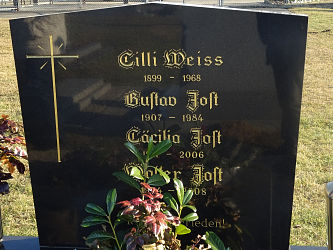 Cilli Weiss
1899 - 1968
Gustav Jost
1907 - 1984
Cäcilia Jost
- 2006
Jost